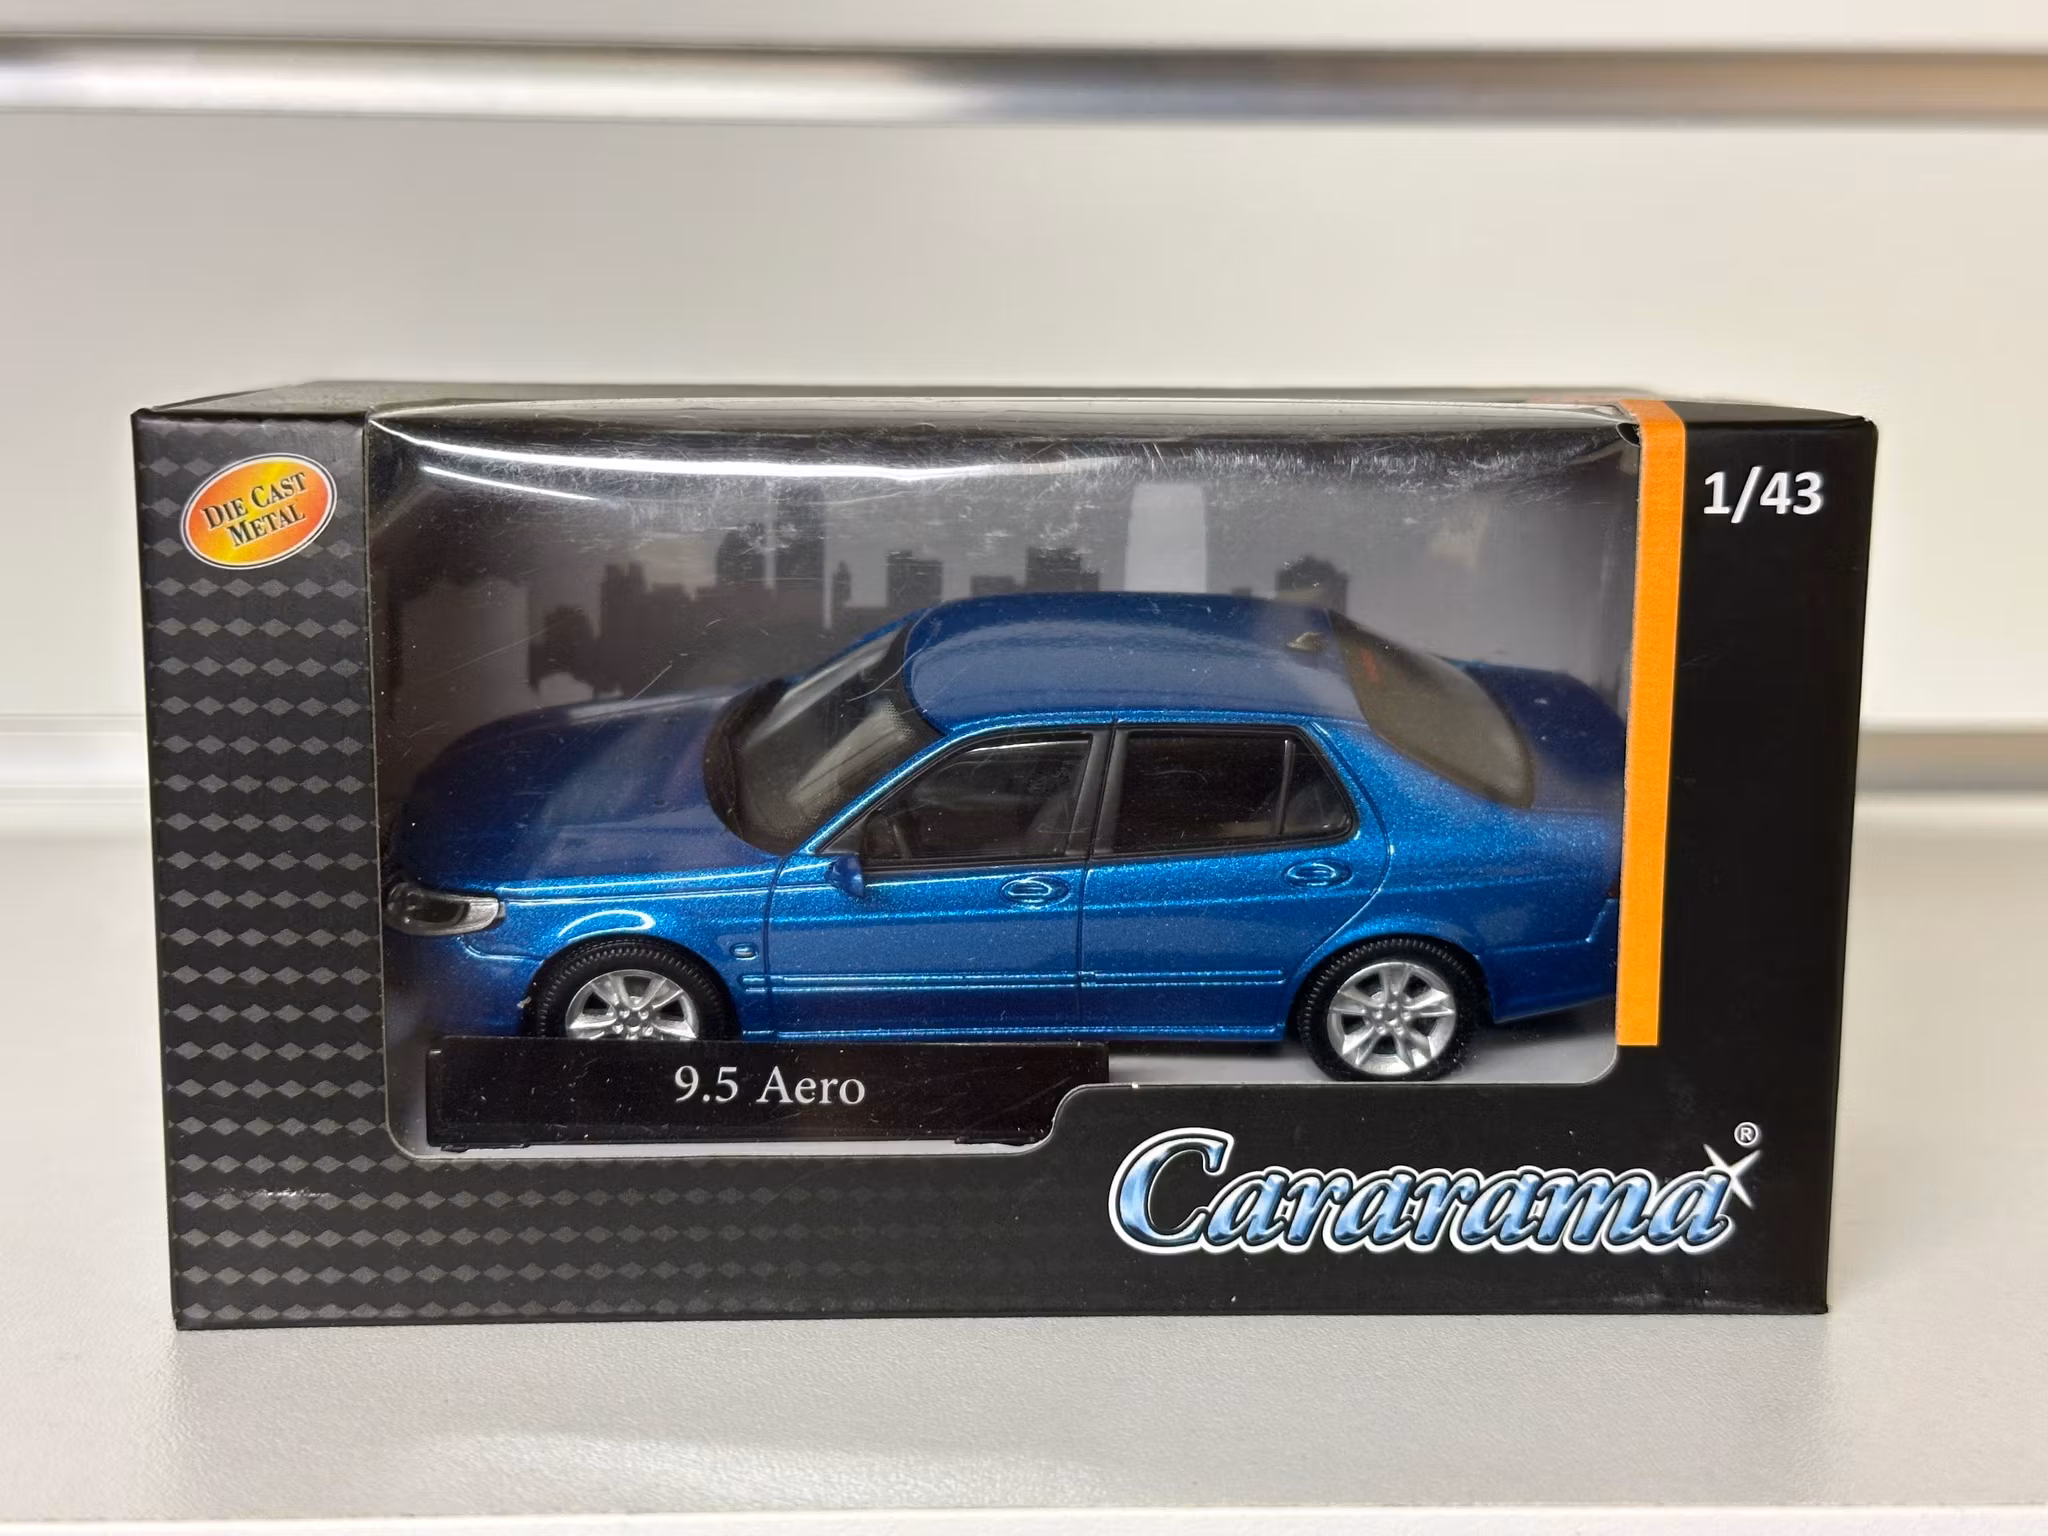 DIE CAST
METAL
1/43
9.5 Aero
Cararama®